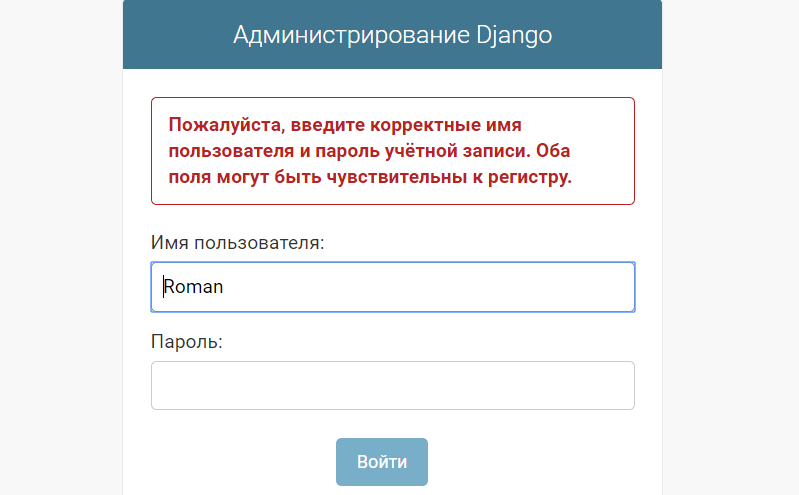 Администрирование Django
Пожалуйста, введите корректные имя
пользователя и пароль учётной записи. Оба
поля могут быть чувствительны к регистру.
Имя пользователя:
Roman
Пароль:
Войти